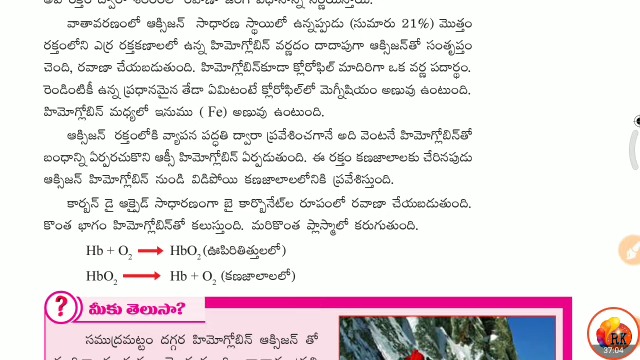 వాతావరణంలో ఆక్సిజన్ సాధారణ స్థాయిలో ఉన్నప్పుడు (సుమారు 21%) మొత్తం
రక్తంలోని ఎర్ర రక్తకణాలలో ఉన్న హిమోగ్లోబిన్ వర్ణదం దాదాపుగా ఆక్సిజన్‌తో సంతృప్తం
చెంది, రవాణా చేయబడుతుంది. హిమోగ్లోబిన్‌కూడా క్లోరోఫిల్ మాదిరిగా ఒక వర్ణ పదార్థం.
రెండింటికీ ఉన్న ప్రధానమైన తేడా ఏమిటంటే క్లోరోఫిల్‌లో మెగ్నీషియం అణువు ఉంటుంది.
హిమోగ్లోబిన్ మధ్యలో ఇనుము ( Fe) అణువు ఉంటుంది.
ఆక్సిజన్ రక్తంలోకి వ్యాపన పద్ధతి ద్వారా ప్రవేశించగానే అది వెంటనే హిమోగ్లోబిన్‌తో
బంధాన్ని ఏర్పరచుకొని ఆక్సీ హిమోగ్లోబిన్ ఏర్పడుతుంది. ఈ రక్తం కణజాలాలకు చేరినపుడు
ఆక్సిజన్ హిమోగ్లోబిన్ నుండి విడిపోయి కణజాలాలలోనికి ప్రవేశిస్తుంది.
కార్బన్ డై ఆక్సైడ్ సాధారణంగా బై కార్బొనేట్‌ల రూపంలో రవాణా చేయబడుతుంది.
కొంత భాగం హిమోగ్లోబిన్‌తో కలుస్తుంది. మరికొంత ప్లాస్మాలో కరుగుతుంది.
Hb + O₂ → HbO₂ (ఊపిరితిత్తులలో)
HbO₂ → Hb + O₂ (కణజాలాలలో)
? మీకు తెలుసా?
సముద్రమట్టం దగ్గర హిమోగ్లోబిన్ ఆక్సిజన్ తో
RK
37:04